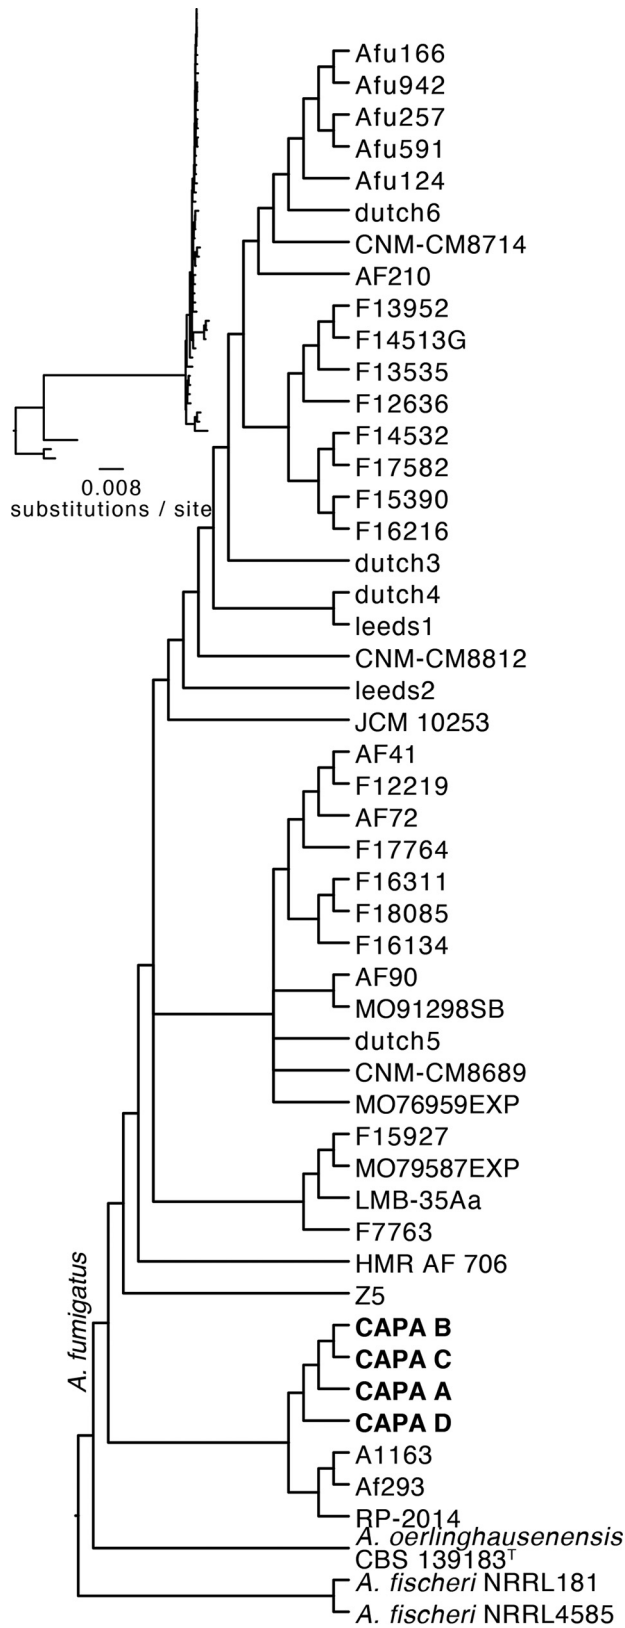 Afu166
Afu942
Afu257
Afu591
Afu124
dutch6
CNM-CM8714
AF210
F13952
F14513G
F13535
F12636
F14532
F17582
0.008
substitutions / site
F15390
F16216
dutch3
dutch4
leeds1
CNM-CM8812
leeds2
JCM 10253
AF41
F12219
AF72
F17764
F16311
F18085
F16134
AF90
MO91298SB
dutch5
CNM-CM8689
MO76959EXP
F15927
MO79587EXP
LMB-35Aa
F7763
HMR AF 706
Z5
A. fumigatus
CAPA B
CAPA C
CAPA A
CAPA D
A1163
Af293
RP-2014
A. oerlinghausenensis
CBS 139183ᵀ
A. fischeri NRRL181
A. fischeri NRRL4585